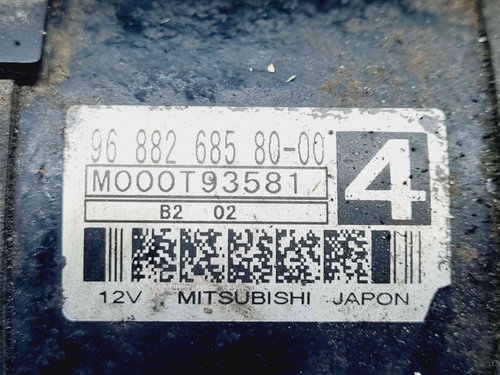 96 882 685 80-00
M000T93581
4
B2 02
12V MITSUBISHI JAPON